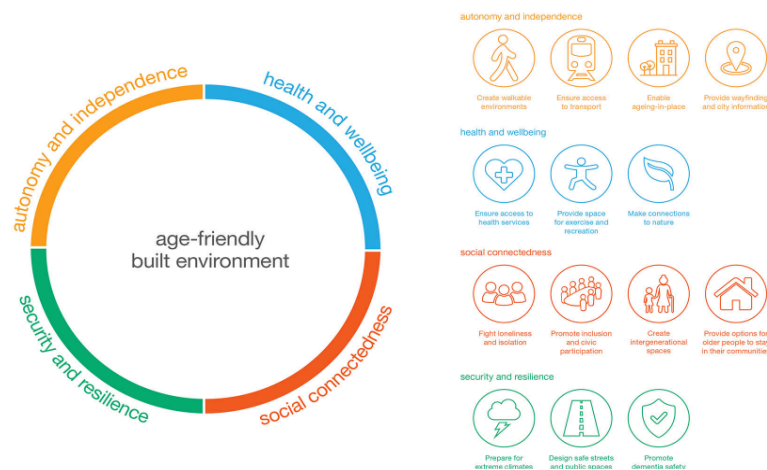 autonomy and independence
health and wellbeing
age-friendly
built environment
security and resilience
social connectedness
autonomy and independence
Create walkable
environments
Ensure access
to transport
Enable
ageing-in-place
Provide wayfinding
and city information
health and wellbeing
Ensure access to
health services
Provide space
for exercise and
recreation
Make connections
to nature
social connectedness
Fight loneliness
and isolation
Promote inclusion
and civic
participation
Create
intergenerational
spaces
Provide options for
older people to stay
in their communities
security and resilience
Prepare for
extreme climates
Design safe streets
and public spaces
Promote
dementia safety